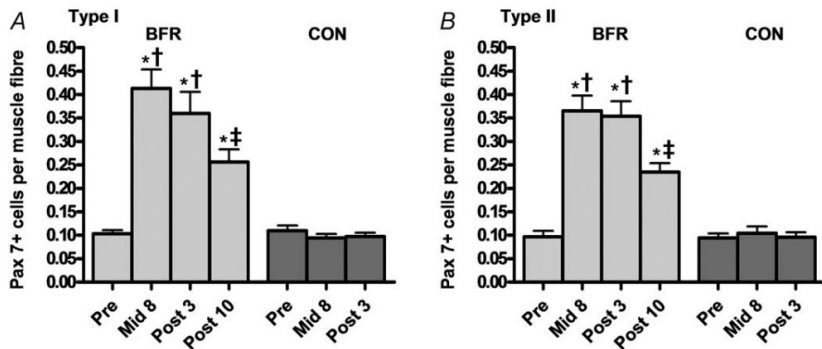 A Type I
BFR CON
Pax 7+ cells per muscle fibre
0.50
0.45
0.40
0.35
0.30
0.25
0.20
0.15
0.10
0.05
0.00
*† *† *‡
Pre Mid 8 Post 3 Post 10 Pre Mid 8 Post 3
B Type II
BFR CON
Pax 7+ cells per muscle fibre
0.50
0.45
0.40
0.35
0.30
0.25
0.20
0.15
0.10
0.05
0.00
*† *† *‡
Pre Mid 8 Post 3 Post 10 Pre Mid 8 Post 3